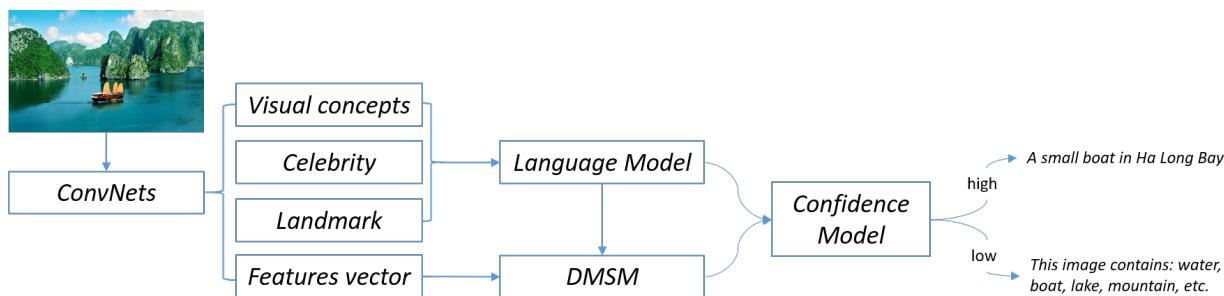 ConvNets
Visual concepts
Celebrity
Landmark
Features vector
Language Model
DMSM
Confidence
Model
high
low
A small boat in Ha Long Bay
This image contains: water,
boat, lake, mountain, etc.